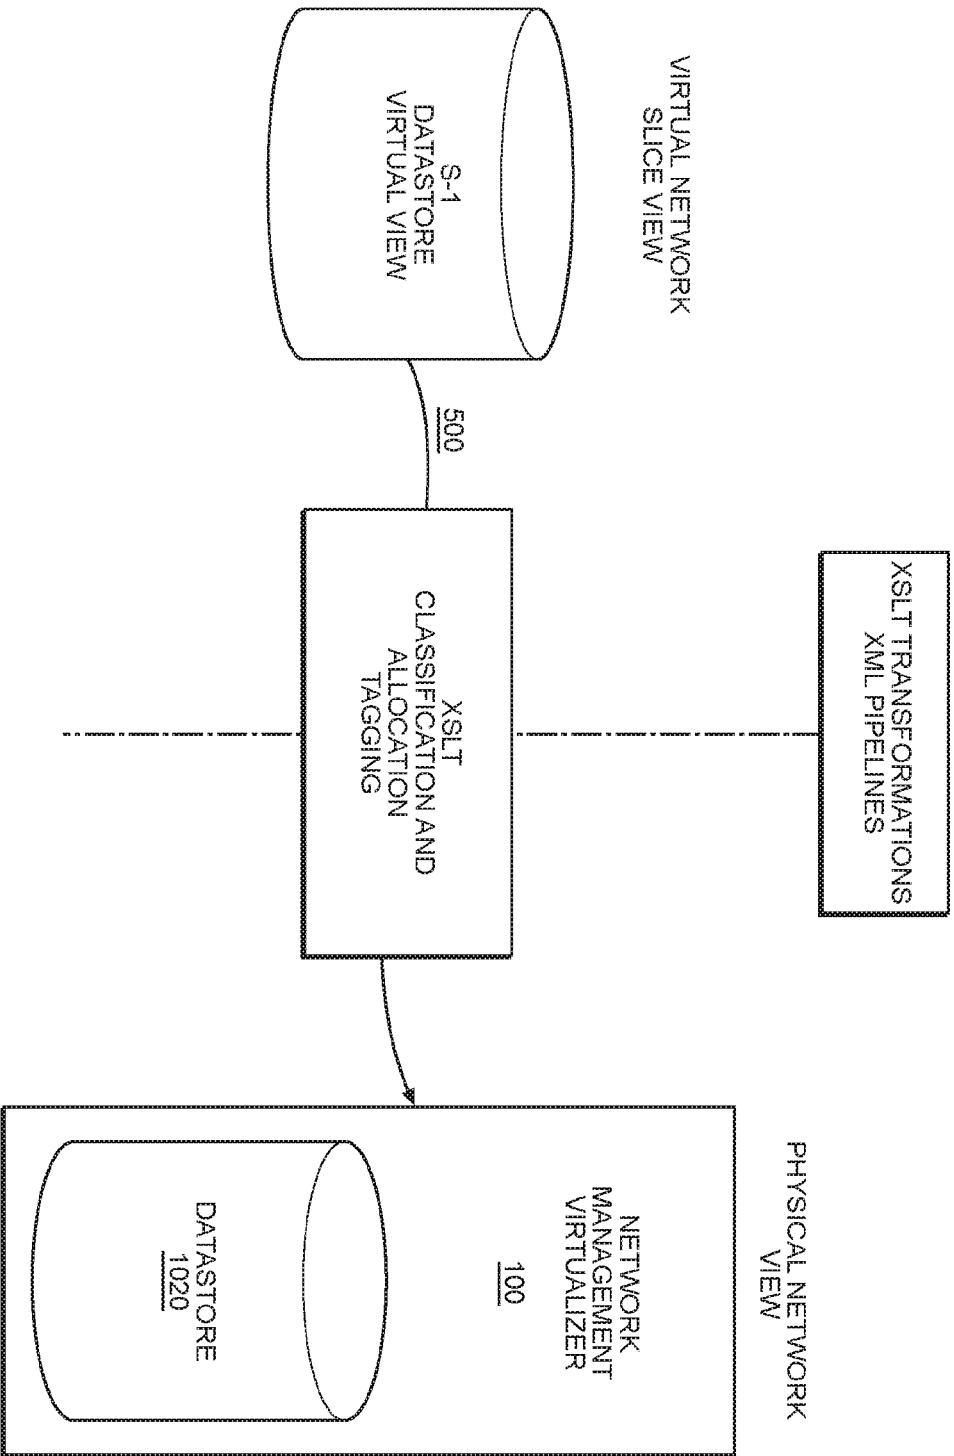 VIRTUAL NETWORK
SLICE VIEW
S-1
DATASTORE
VIRTUAL VIEW
500
XSLT TRANSFORMATIONS
XML PIPELINES
XSLT
CLASSIFICATION AND
ALLOCATION
TAGGING
PHYSICAL NETWORK
VIEW
NETWORK
MANAGEMENT
VIRTUALIZER
100
DATASTORE
1020